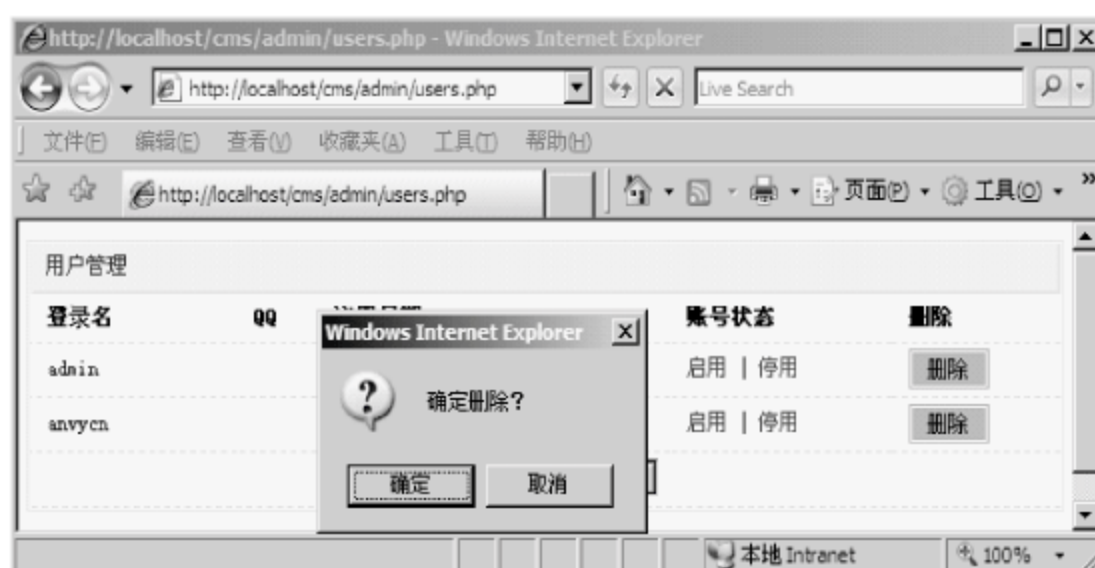 http://localhost/cms/admin/users.php - Windows Internet Explorer
http://localhost/cms/admin/users.php Live Search
文件(F) 编辑(E) 查看(V) 收藏夹(A) 工具(T) 帮助(H)
http://localhost/cms/admin/users.php 页面(P) 工具(O) »
用户管理
登录名 QQ 账号状态 删除
Windows Internet Explorer
admin 启用 | 停用 删除
确定删除?
anvycn 启用 | 停用 删除
确定 取消
本地 Intranet 100%